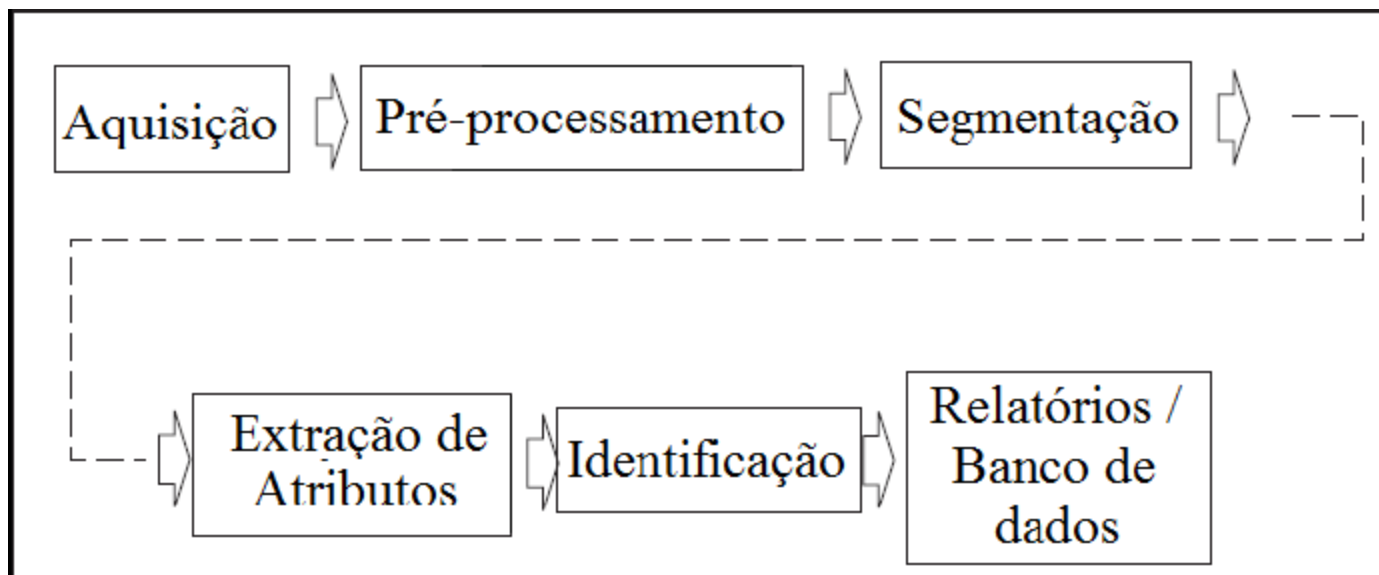 Aquisição
Pré-processamento
Segmentação
Extração de
Atributos
Identificação
Relatórios /
Banco de
dados